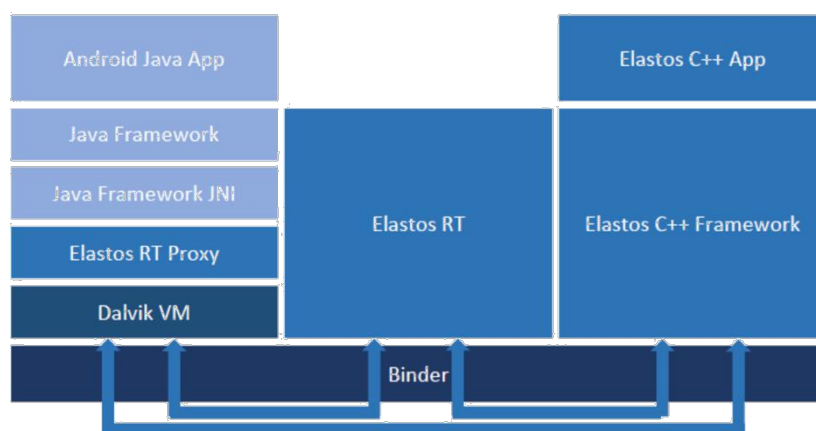 Android Java App
Elastos C++ App
Java Framework
Java Framework JNI
Elastos RT
Elastos C++ Framework
Elastos RT Proxy
Dalvik VM
Binder